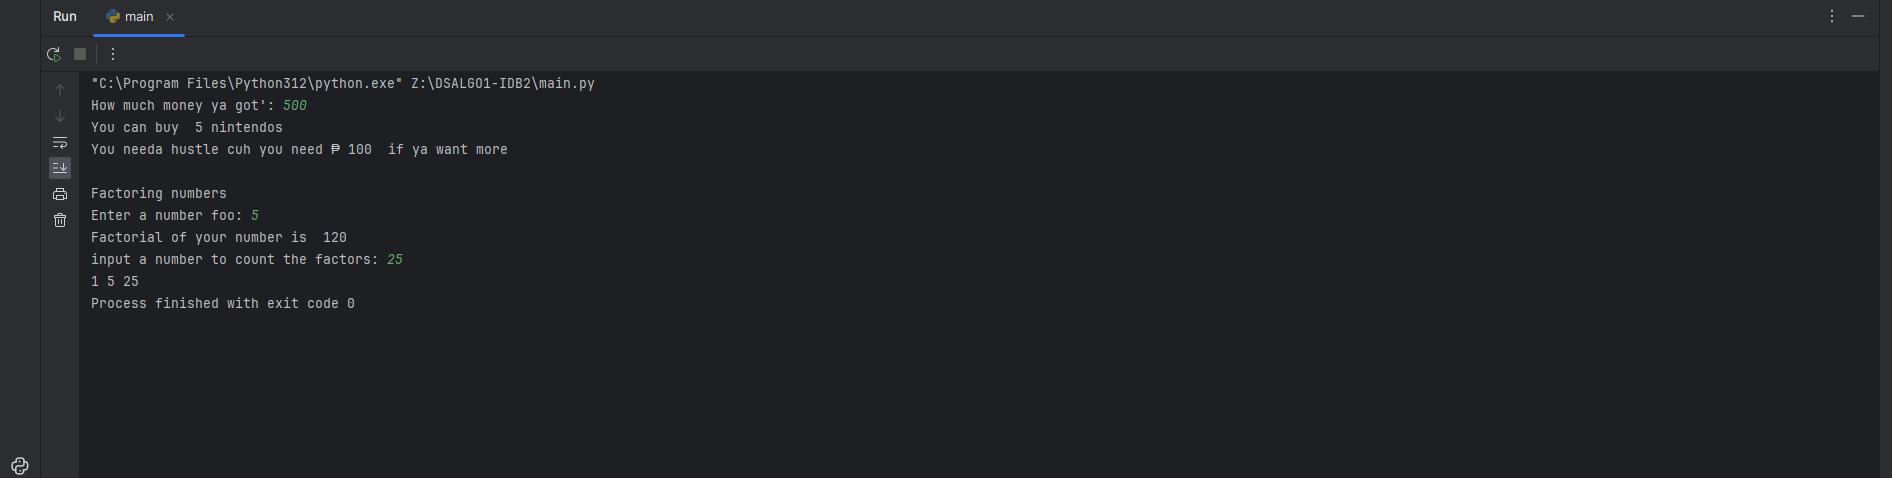 Run main
"C:\Program Files\Python312\python.exe" Z:\DSALGO1-IDB2\main.py
How much money ya got': 500
You can buy  5 nintendos
You needa hustle cuh you need ₱ 100  if ya want more
Factoring numbers
Enter a number foo: 5
Factorial of your number is  120
input a number to count the factors: 25
1 5 25
Process finished with exit code 0